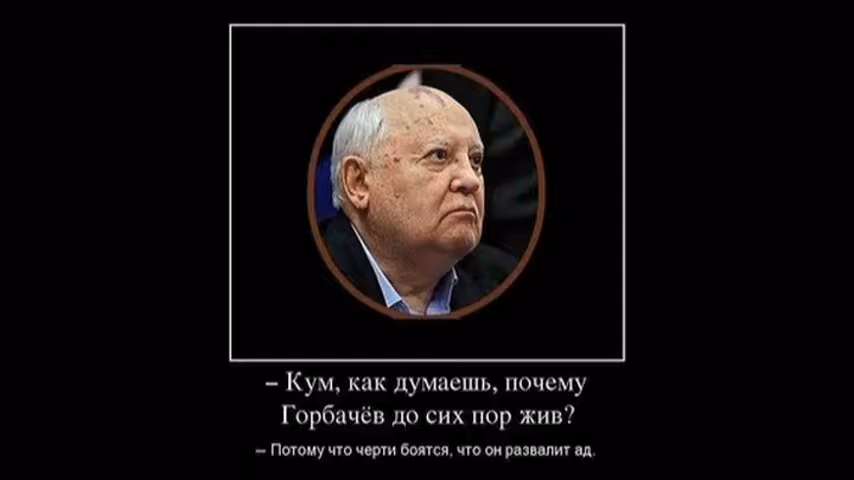 – Кум, как думаешь, почему
Горбачёв до сих пор жив?
– Потому что черти боятся, что он развалит ад.